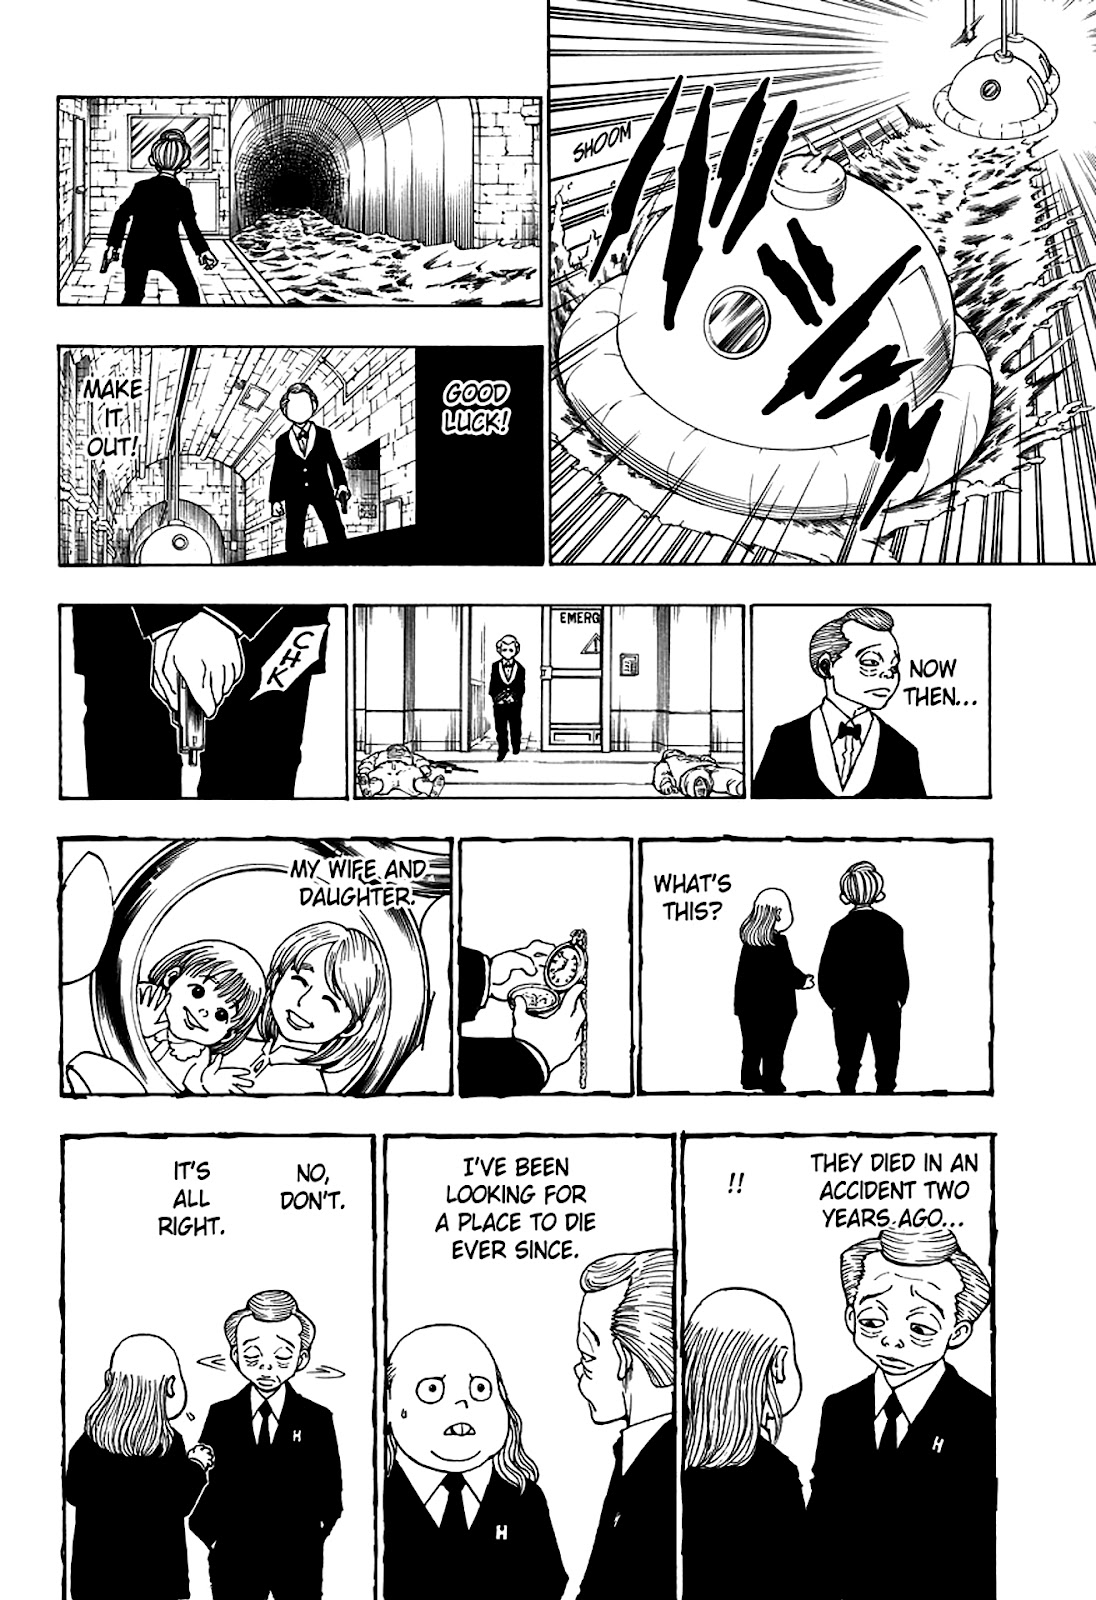 SHOOM
GOOD
LUCK!
MAKE
IT
OUT!
NOW
THEN...
EMERG
CHK
WHAT'S
THIS?
MY WIFE AND
DAUGHTER.
THEY DIED IN AN
ACCIDENT TWO
YEARS AGO...
!!
I'VE BEEN
LOOKING FOR
A PLACE TO DIE
EVER SINCE.
H
H
NO,
DON'T.
IT'S
ALL
RIGHT.
H